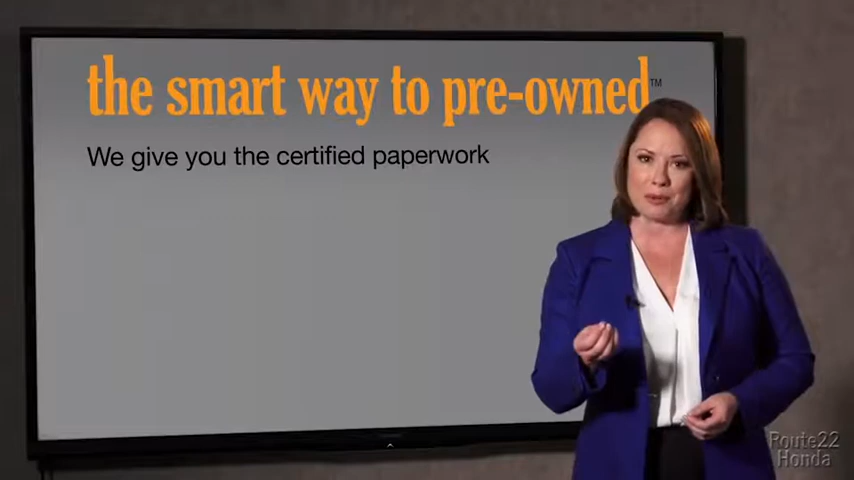 the smart way to pre-owned™
We give you the certified paperwork
Route22
Honda